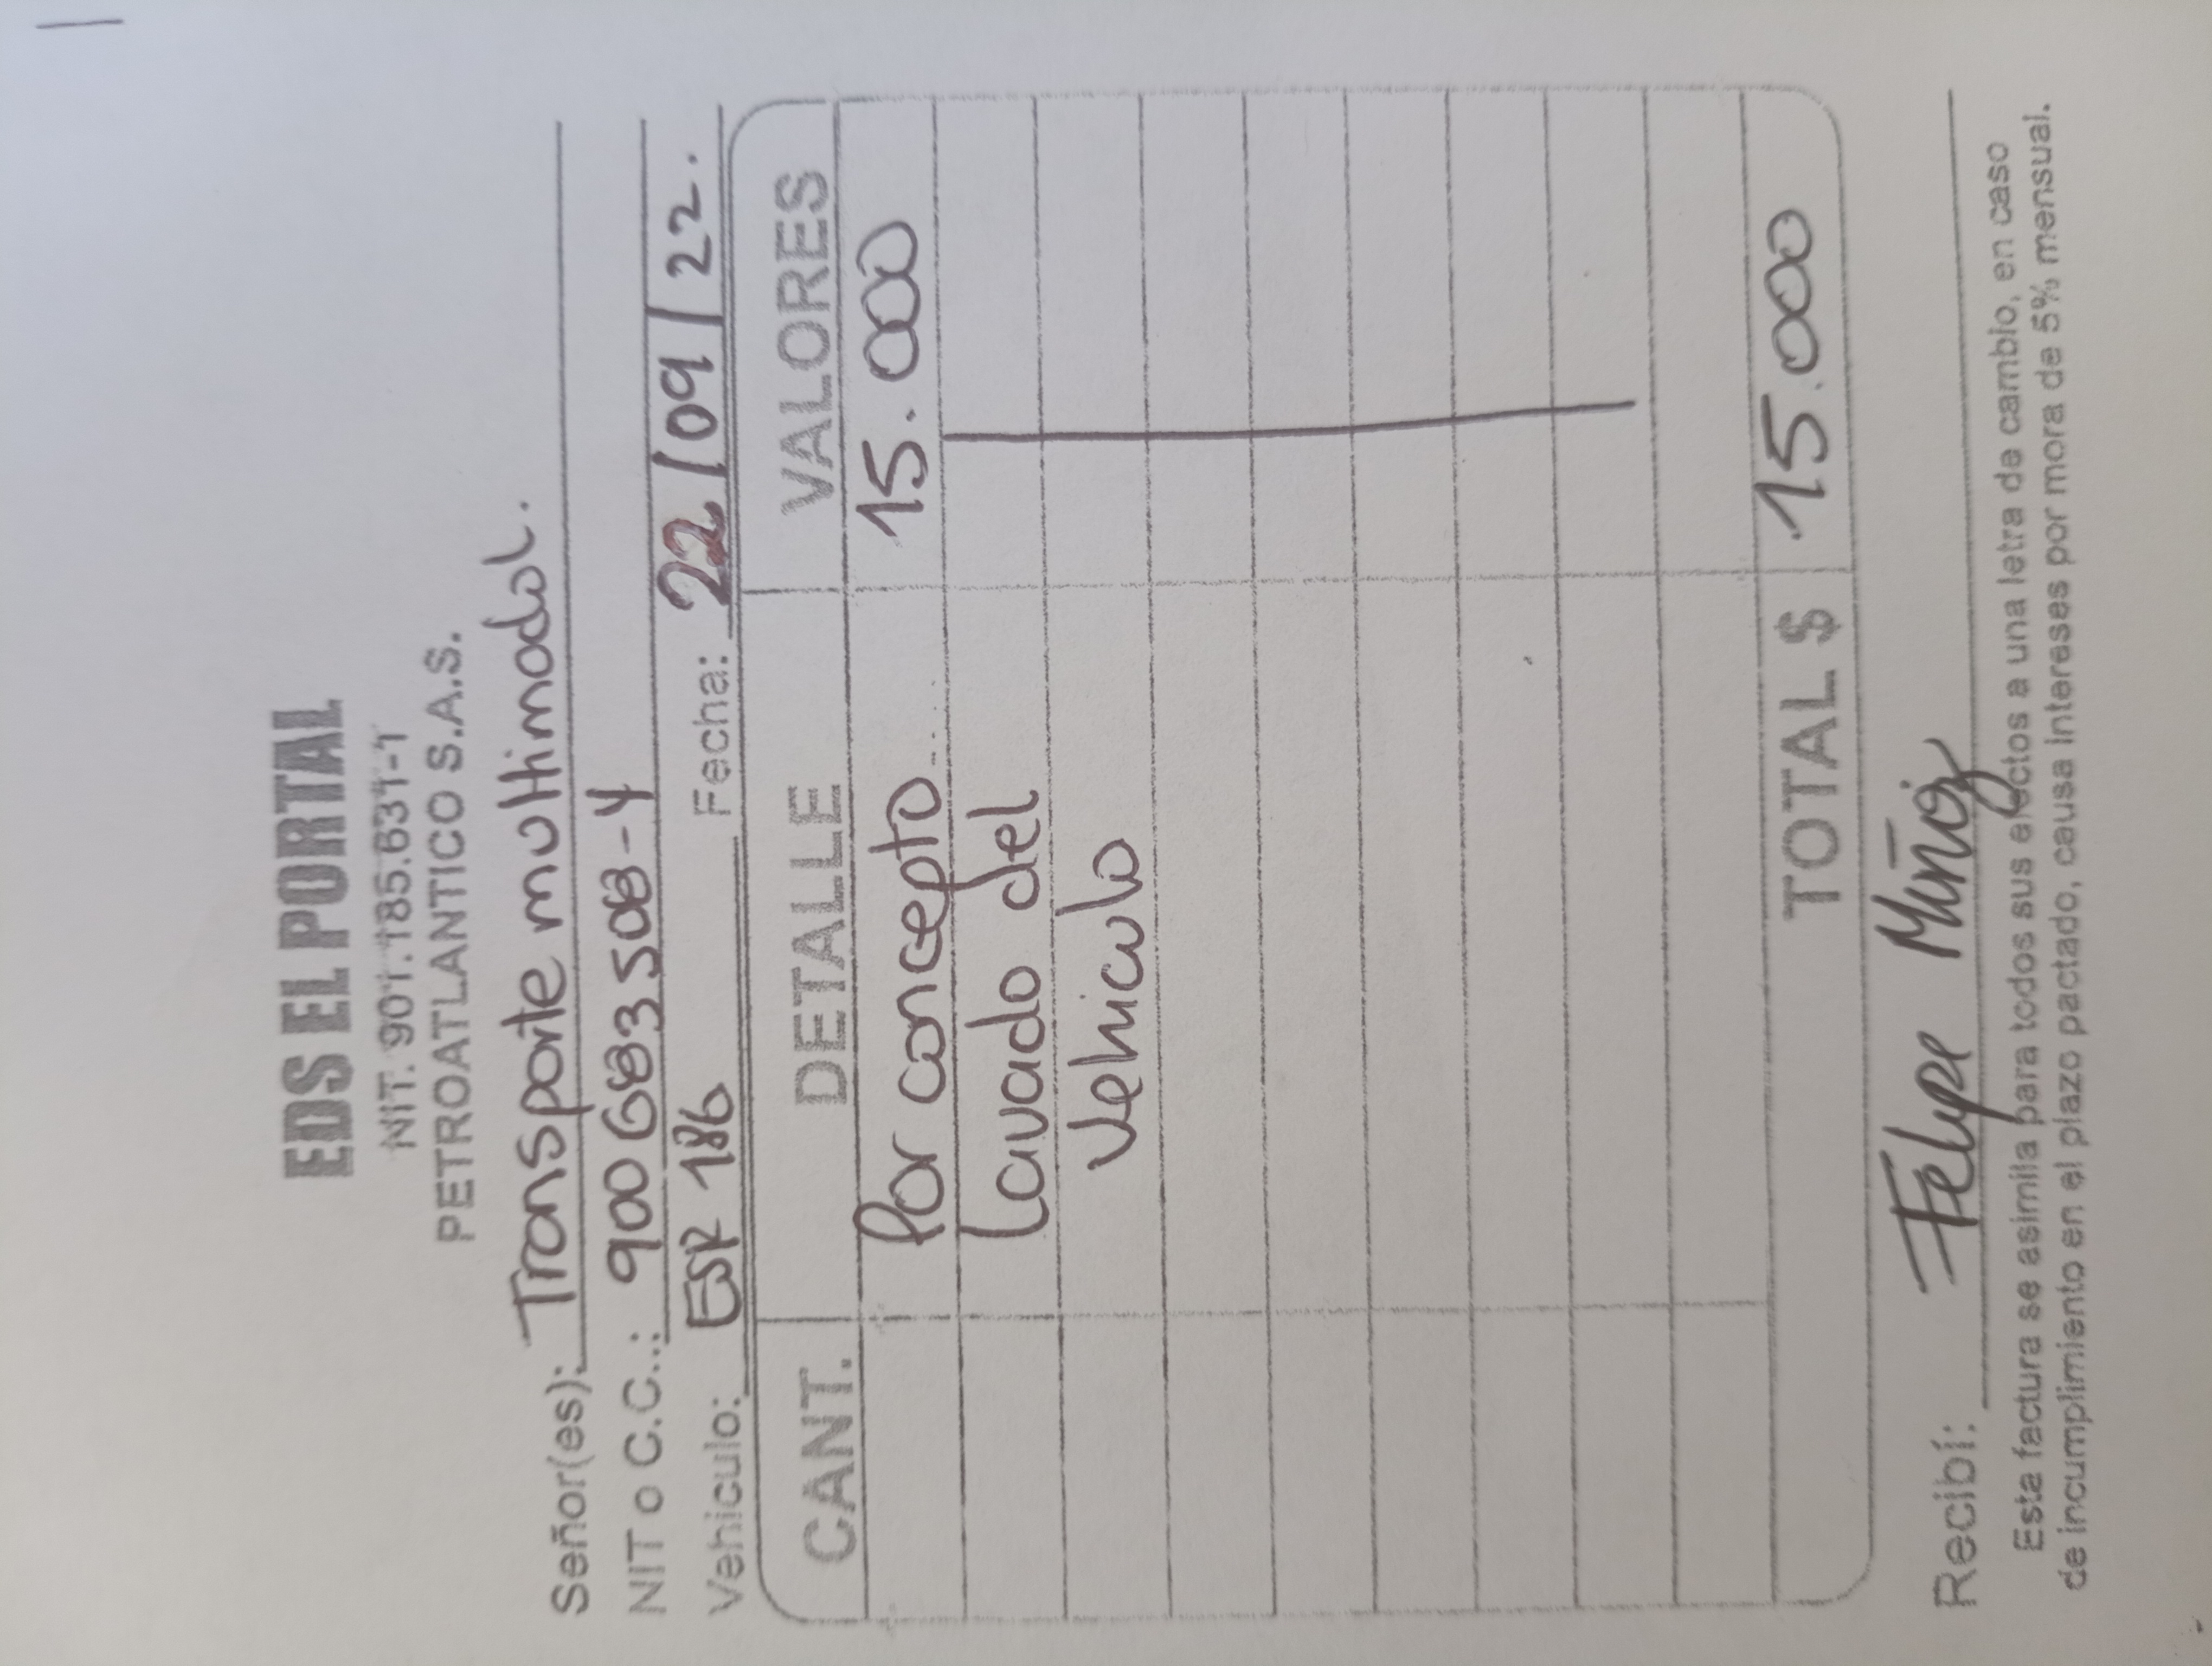 EDS EL PORTAL
NIT. 901.185.631-1
PETROATLANTICO S.A.S.
Señor(es): Transporte multimodal.
NIT o C.C.: 900 683 508-4
Vehiculo: ESR 186 Fecha: 22/09/22.
CANT. DETALLE VALORES
Por concepto 15.000
Lavado del
vehiculo
TOTAL $ 15.000
Recibí: Felipe Muñoz
Esta factura se asimila para todos sus efectos a una letra de cambio, en caso
de incumplimiento en el plazo pactado, causa intereses por mora de 5% mensual.